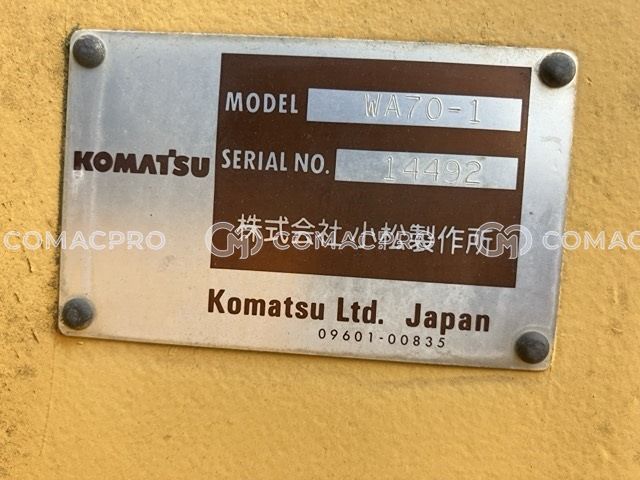 MODEL WA70-1
KOMATSU
SERIAL NO. 14492
株式会社小松製作所
COMACPRO COMACPRO COMACPRO
Komatsu Ltd. Japan
09601-00835